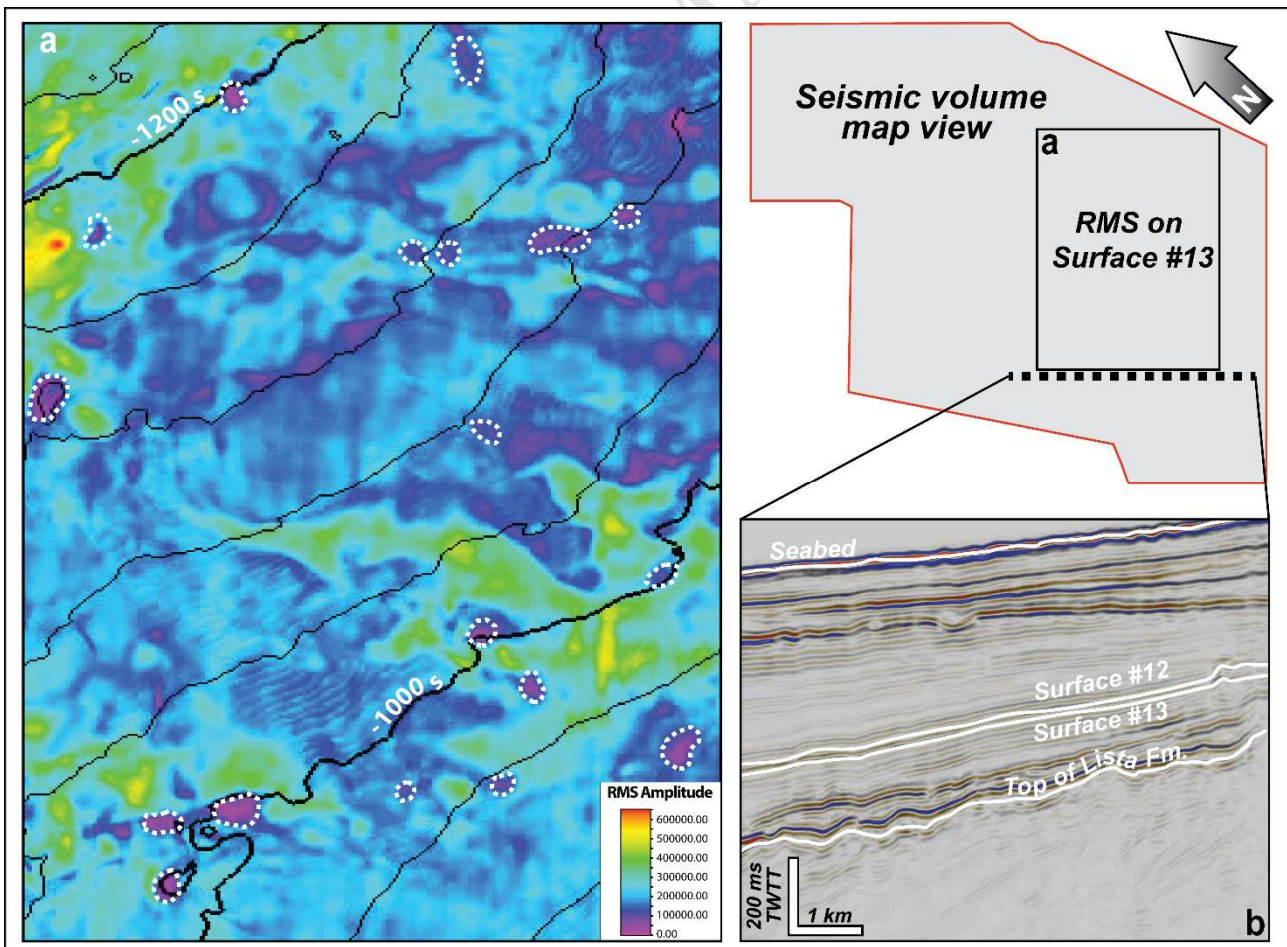 a
-1200 s
-1000 s
RMS Amplitude
600000.00
500000.00
400000.00
300000.00
200000.00
100000.00
0.00
Seismic volume
map view
N
a
RMS on
Surface #13
Seabed
Surface #12
Surface #13
Top of Lista Fm.
200 ms
TWTT
1 km
b